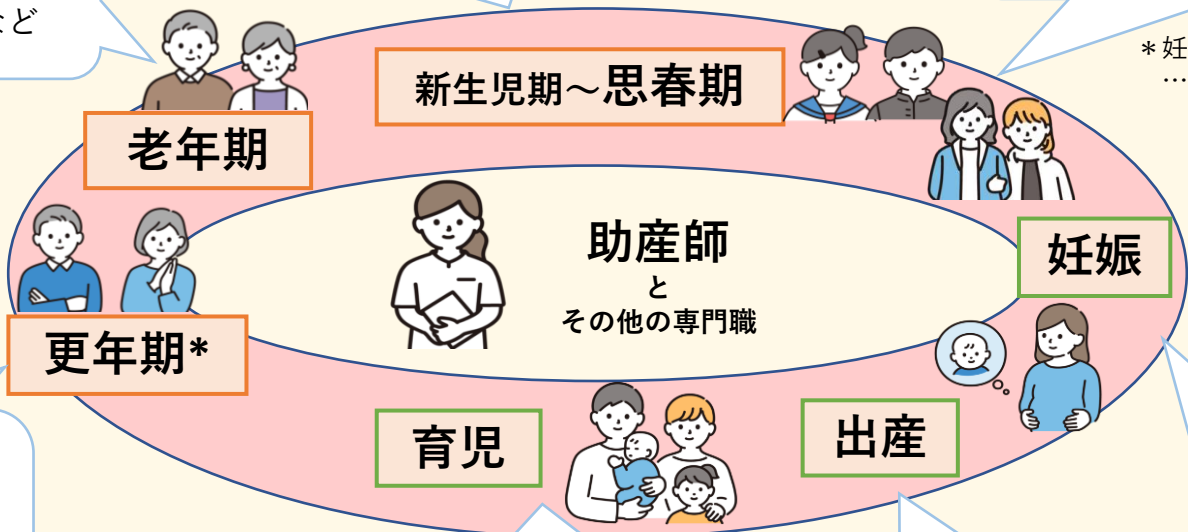 など
*妊
…
新生児期～思春期
老年期
助産師
と
その他の専門職
妊娠
更年期*
育児
出産